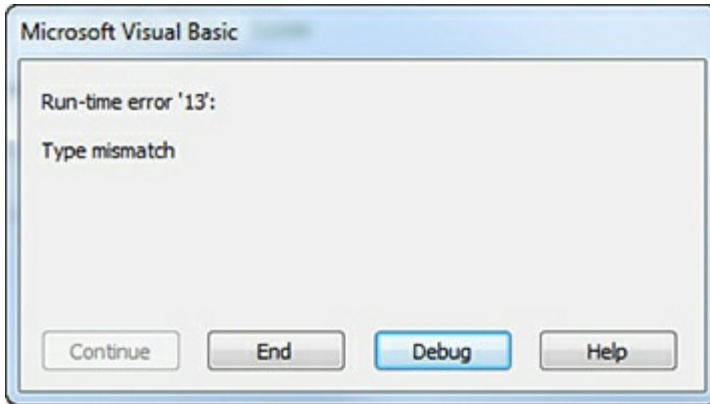 Microsoft Visual Basic
Run-time error '13':
Type mismatch
Continue End Debug Help